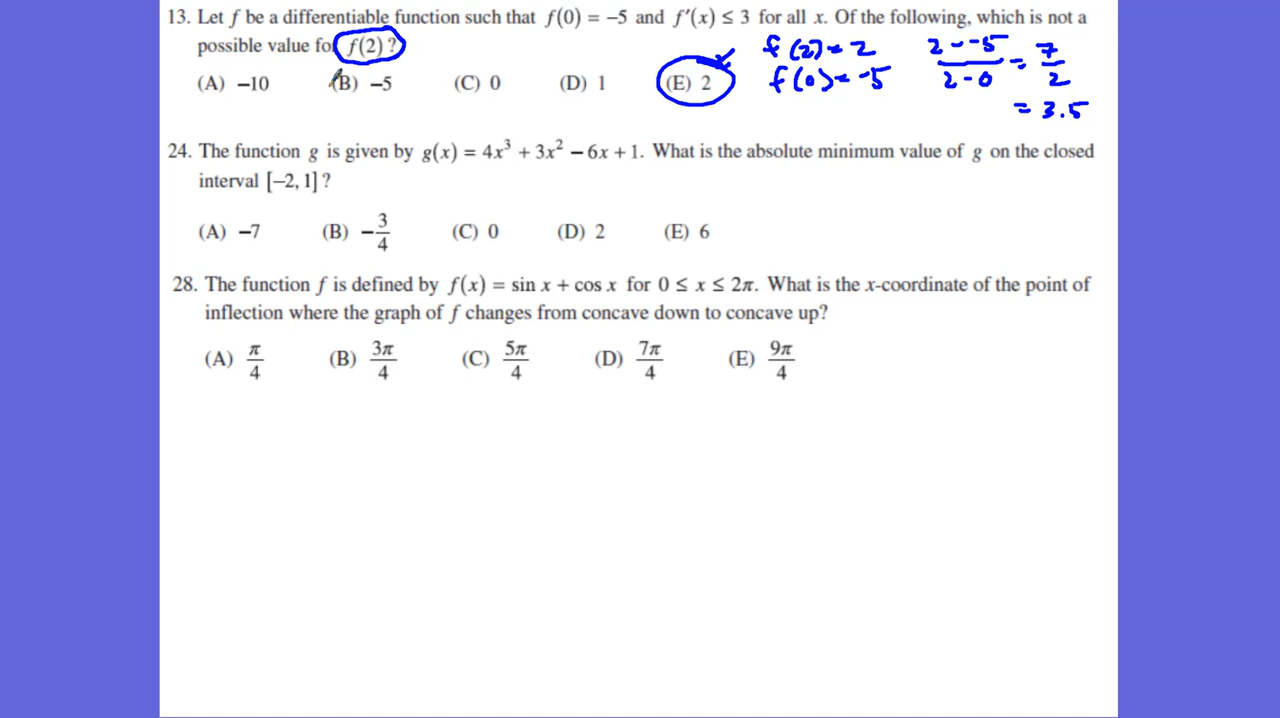 13. Let f be a differentiable function such that f(0) = −5 and f′(x) ≤ 3 for all x. Of the following, which is not a
possible value for f(2)?
(A) −10 (B) −5 (C) 0 (D) 1 (E) 2
f(2) = 2
f(0) = -5
2 - -5 / 2 - 0 = 7 / 2
= 3.5
24. The function g is given by g(x) = 4x³ + 3x² − 6x + 1. What is the absolute minimum value of g on the closed
interval [−2, 1]?
(A) −7 (B) −3/4 (C) 0 (D) 2 (E) 6
28. The function f is defined by f(x) = sin x + cos x for 0 ≤ x ≤ 2π. What is the x-coordinate of the point of
inflection where the graph of f changes from concave down to concave up?
(A) π/4 (B) 3π/4 (C) 5π/4 (D) 7π/4 (E) 9π/4